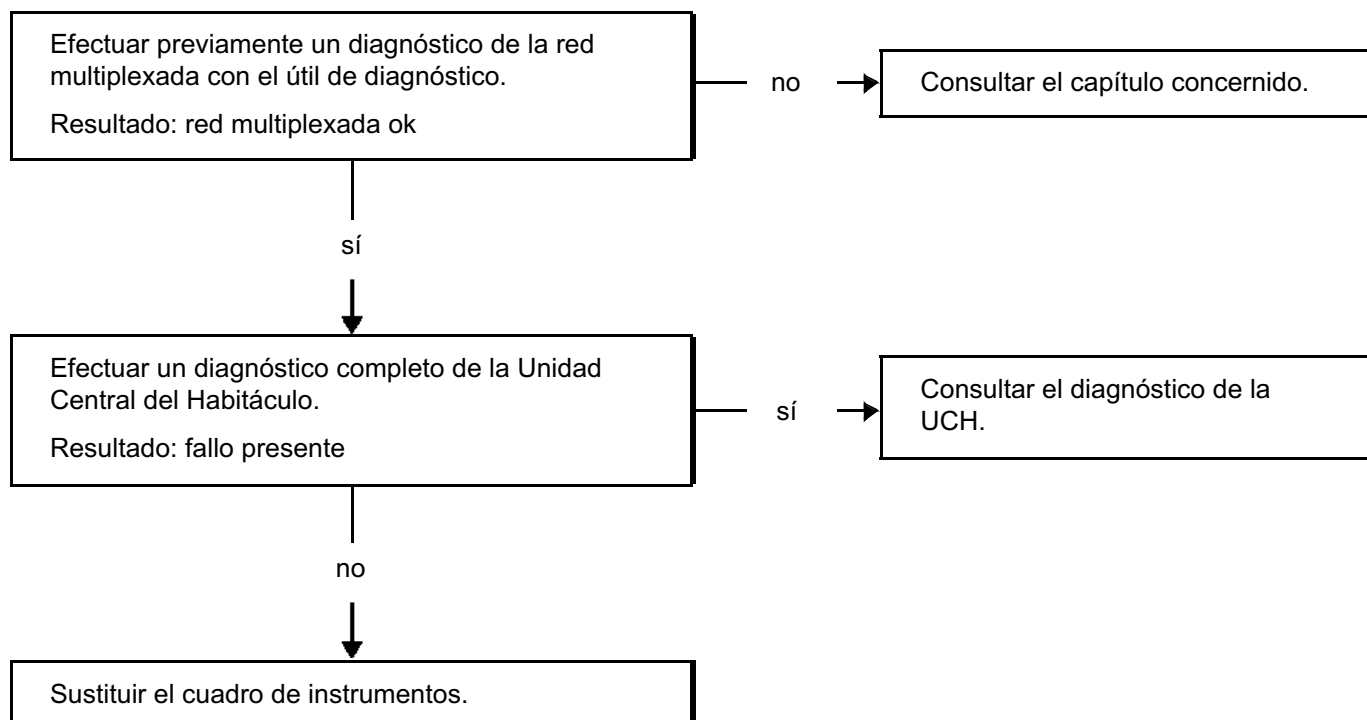 Efectuar previamente un diagnóstico de la red
multiplexada con el útil de diagnóstico.
Resultado: red multiplexada ok
no
Consultar el capítulo concernido.
sí
Efectuar un diagnóstico completo de la Unidad
Central del Habitáculo.
Resultado: fallo presente
sí
Consultar el diagnóstico de la
UCH.
no
Sustituir el cuadro de instrumentos.